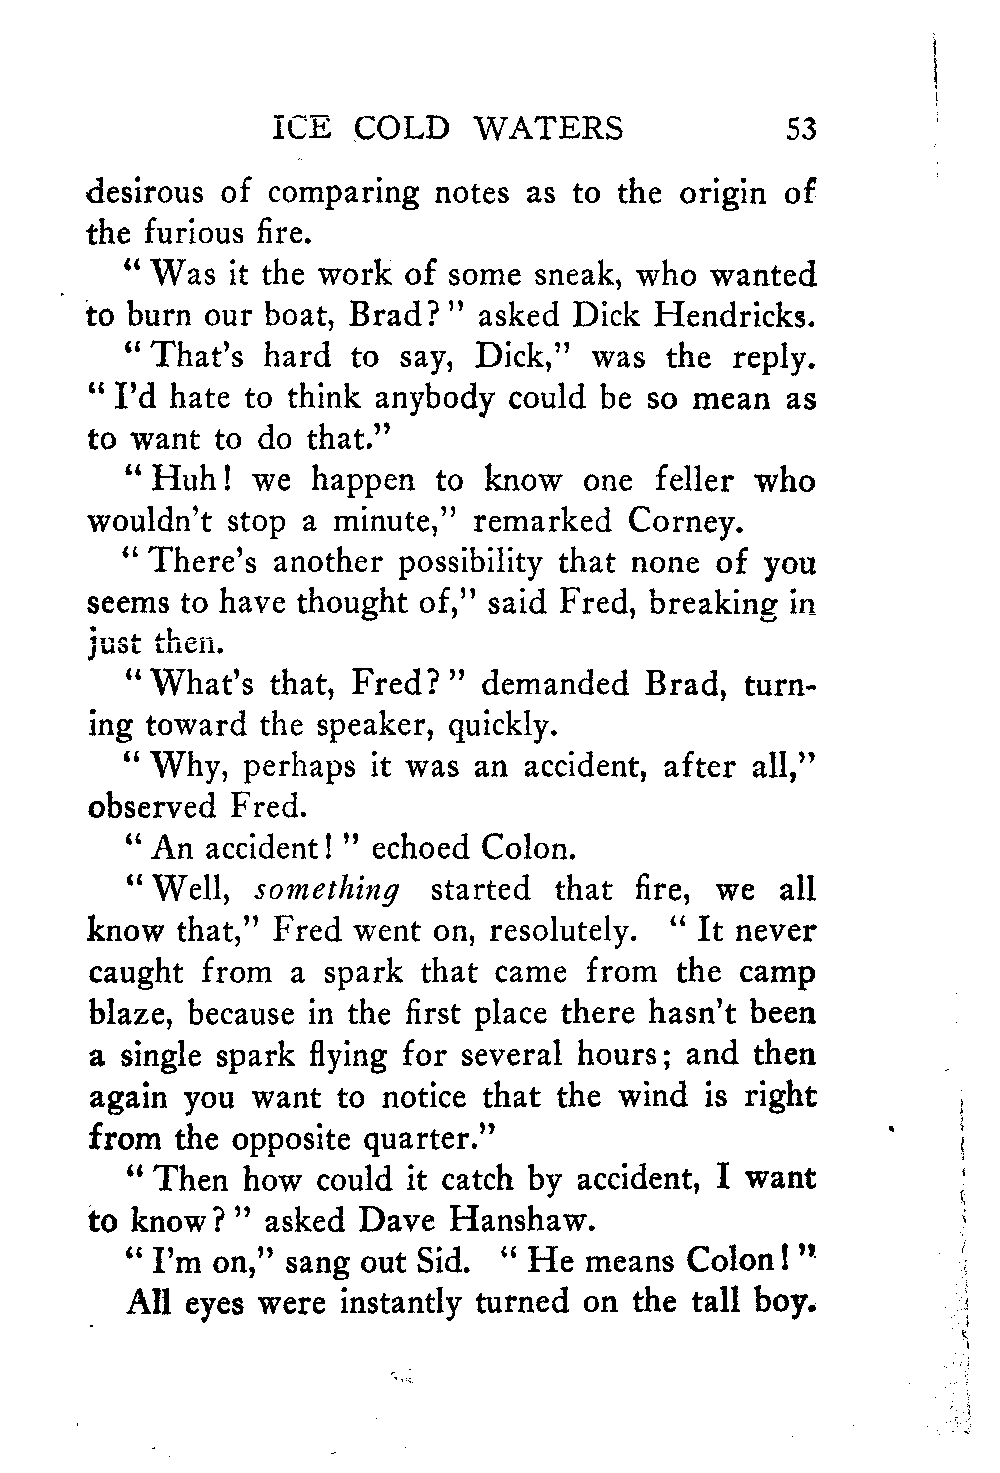 ICE COLD WATERS 53
desirous of comparing notes as to the origin of
the furious fire.
“ Was it the work of some sneak, who wanted
to burn our boat, Brad? ” asked Dick Hendricks.
“ That’s hard to say, Dick,” was the reply.
“ I’d hate to think anybody could be so mean as
to want to do that.”
“ Huh! we happen to know one feller who
wouldn’t stop a minute,” remarked Corney.
“ There’s another possibility that none of you
seems to have thought of,” said Fred, breaking in
just then.
“ What’s that, Fred? ” demanded Brad, turn-
ing toward the speaker, quickly.
“ Why, perhaps it was an accident, after all,”
observed Fred.
“ An accident! ” echoed Colon.
“ Well, something started that fire, we all
know that,” Fred went on, resolutely. “ It never
caught from a spark that came from the camp
blaze, because in the first place there hasn’t been
a single spark flying for several hours; and then
again you want to notice that the wind is right
from the opposite quarter.”
“ Then how could it catch by accident, I want
to know? ” asked Dave Hanshaw.
“ I’m on,” sang out Sid. “ He means Colon! ”
All eyes were instantly turned on the tall boy.